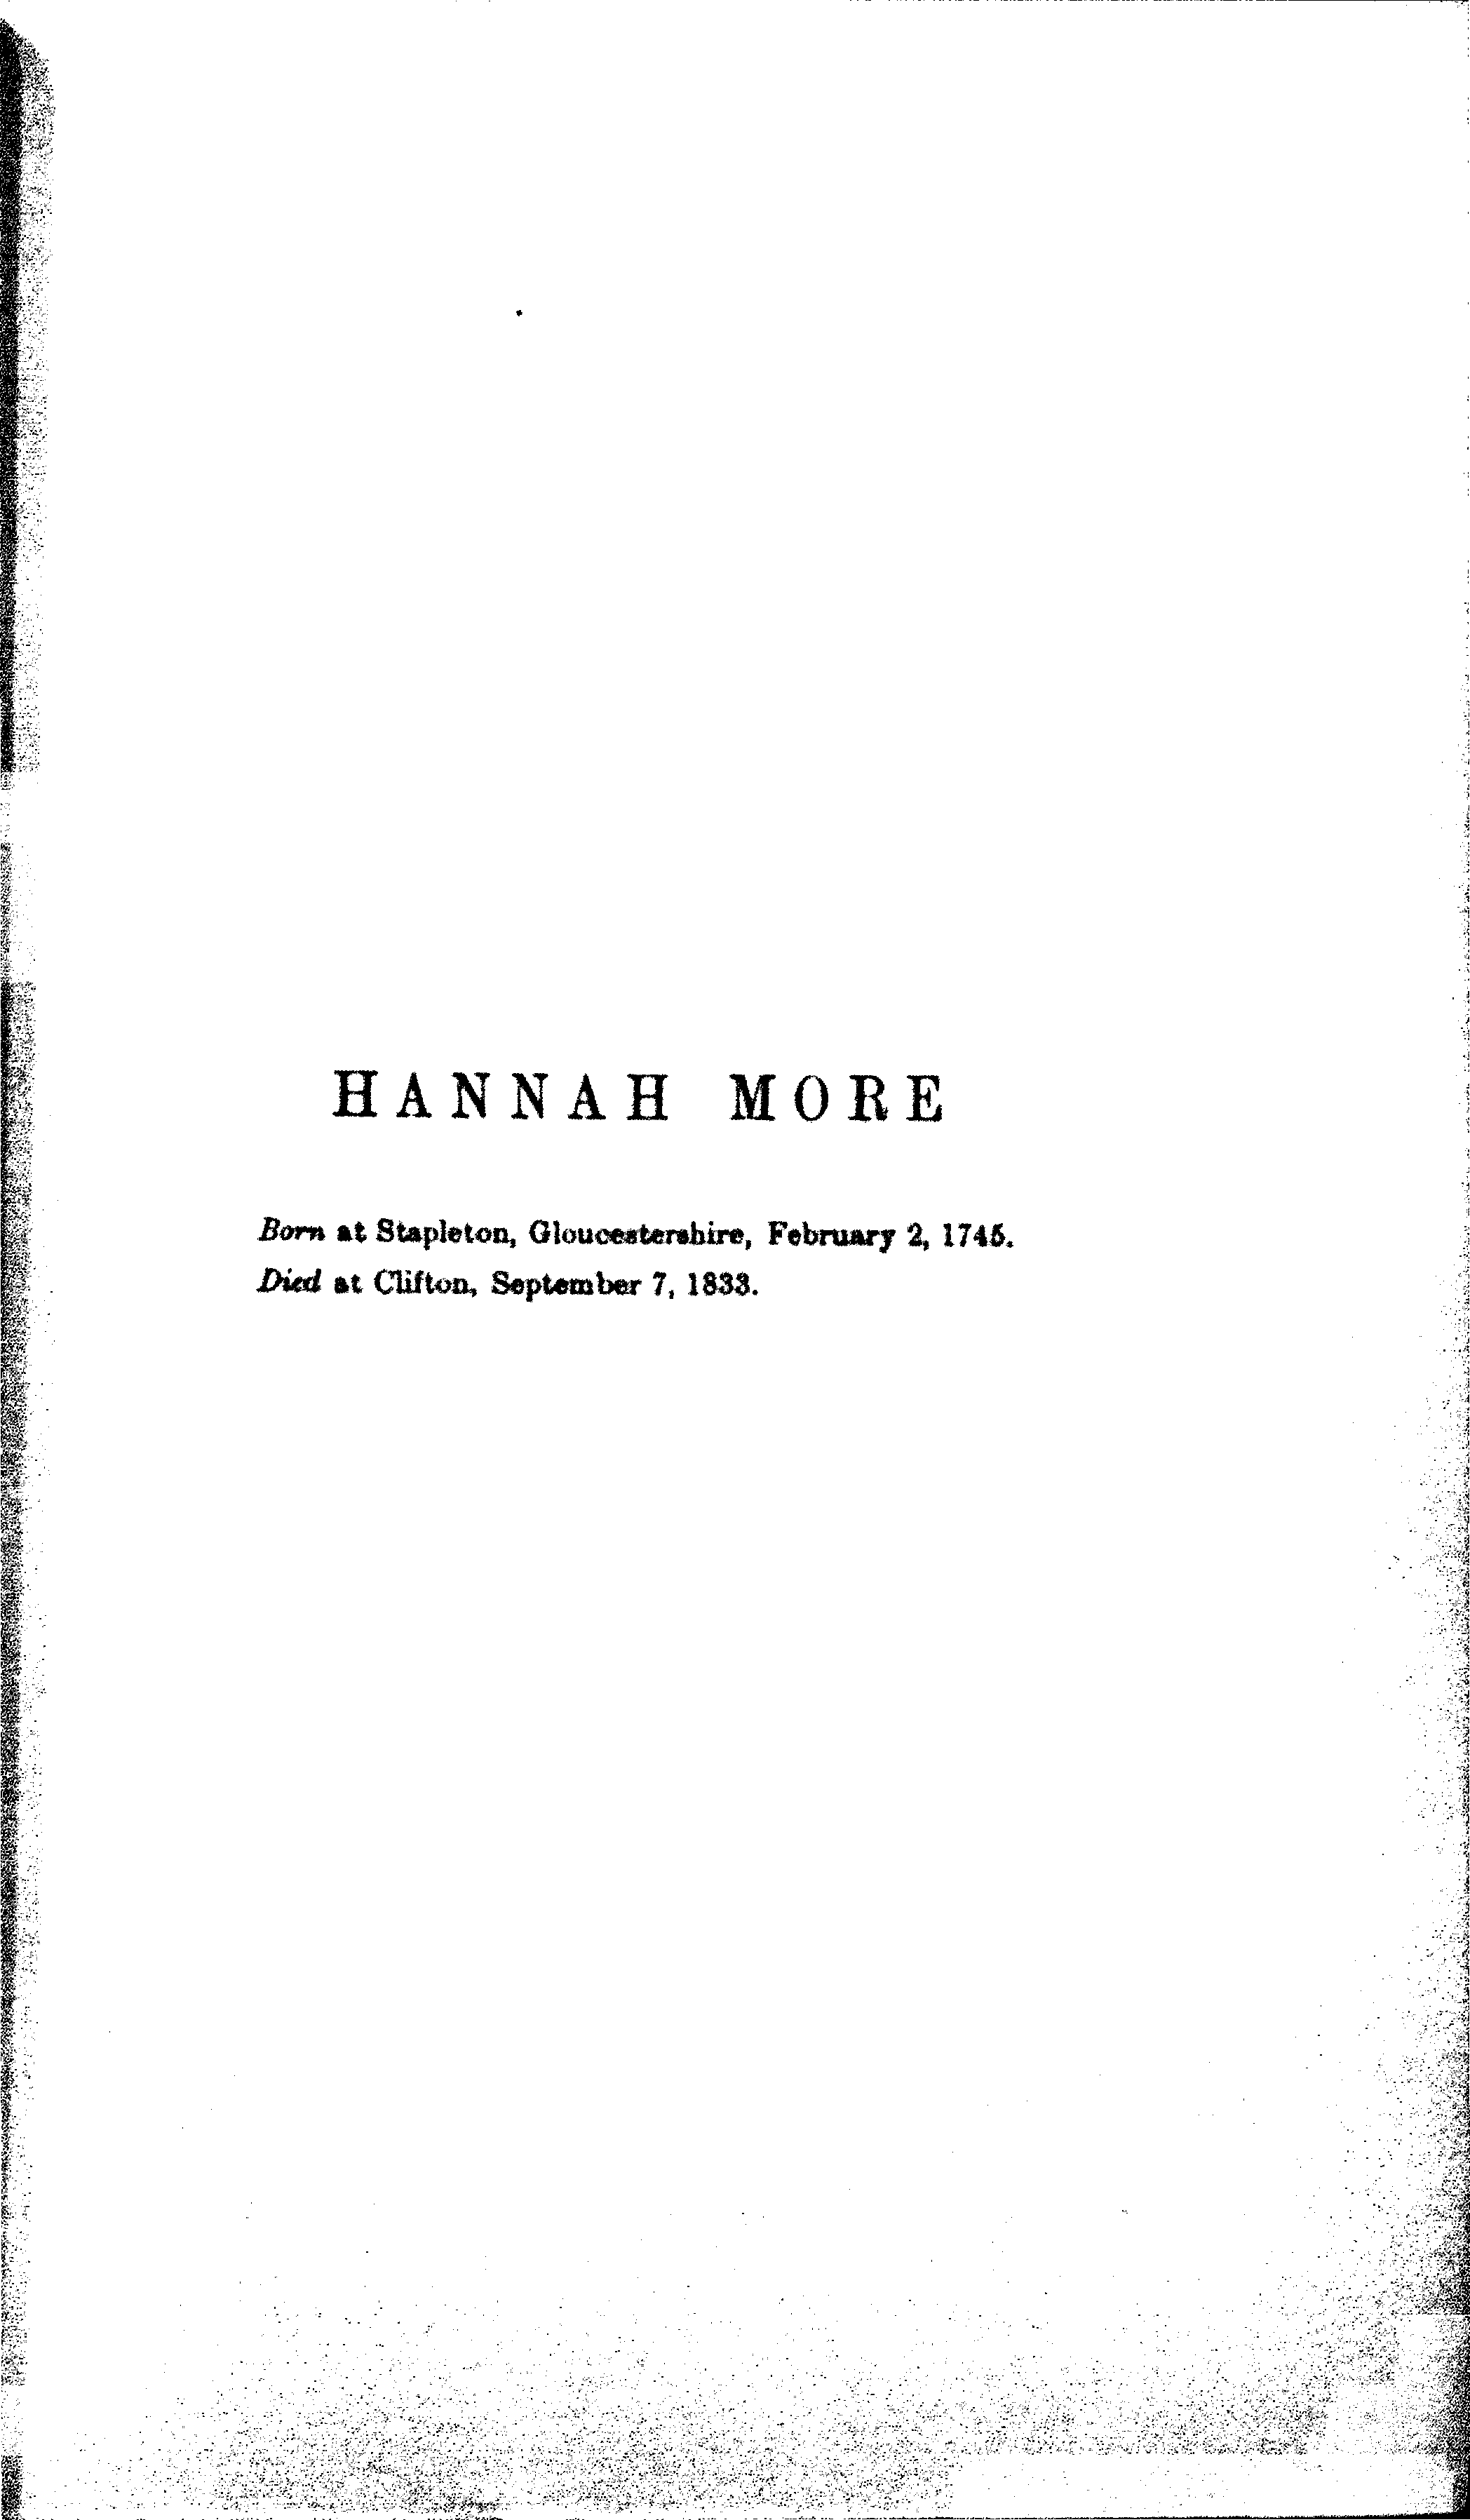 HANNAH MORE
Born at Stapleton, Gloucestershire, February 2, 1745.
Died at Clifton, September 7, 1833.